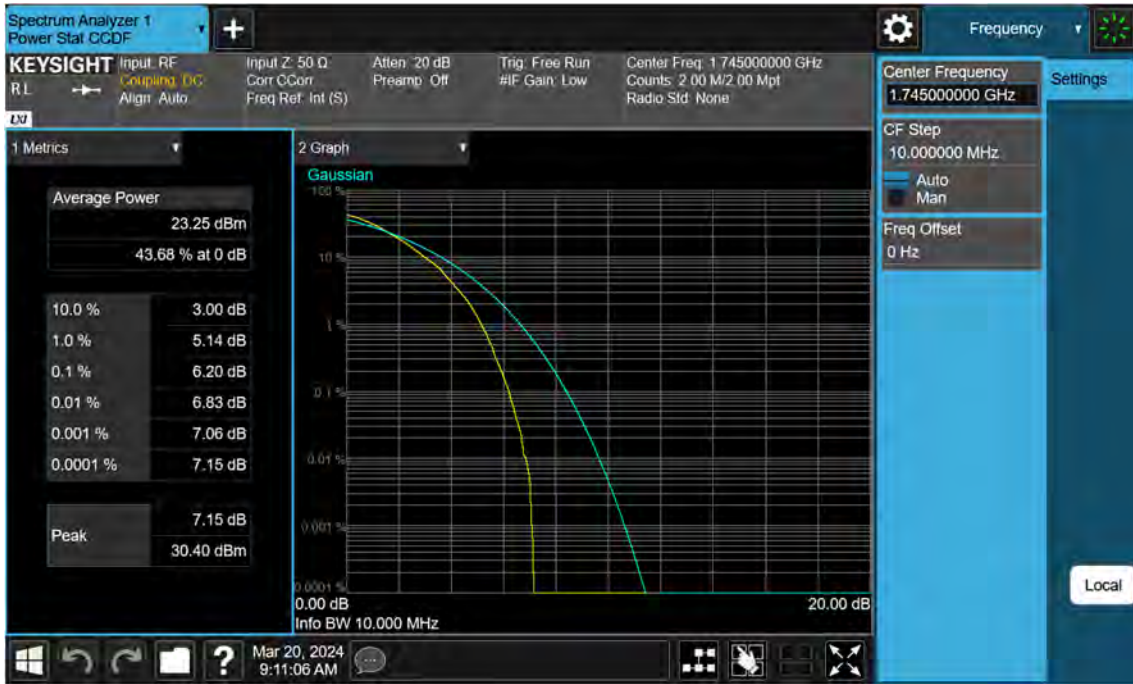 Spectrum Analyzer 1
Power Stat CCDF
+
Frequency
KEYSIGHT
R L
LXI
Input: RF
Coupling: DC
Align: Auto
Input Z: 50 Ω
Corr CCorr
Freq Ref: Int (S)
Atten: 20 dB
Preamp: Off
Trig: Free Run
#IF Gain: Low
Center Freq: 1.745000000 GHz
Counts: 2.00 M/2.00 Mpt
Radio Std: None
Center Frequency
1.745000000 GHz
Settings
CF Step
10.000000 MHz
Auto
Man
Freq Offset
0 Hz
Local
1 Metrics
Average Power
23.25 dBm
43.68 % at 0 dB
10.0 % 3.00 dB
1.0 % 5.14 dB
0.1 % 6.20 dB
0.01 % 6.83 dB
0.001 % 7.06 dB
0.0001 % 7.15 dB
Peak
7.15 dB
30.40 dBm
2 Graph
Gaussian
100 %
10 %
1 %
0.1 %
0.01 %
0.001 %
0.0001 %
0.00 dB 20.00 dB
Info BW 10.000 MHz
?
Mar 20, 2024
9:11:06 AM